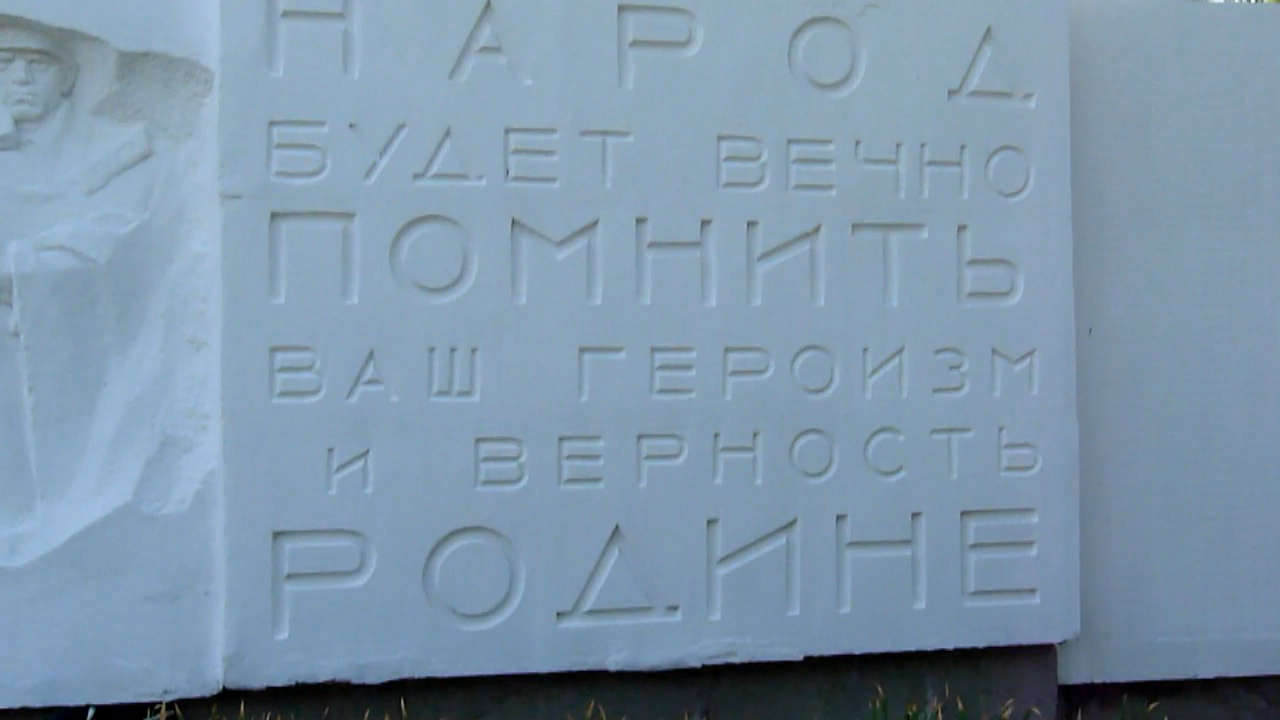 НАРОД
БУДЕТ ВЕЧНО
ПОМНИТЬ
ВАШ ГЕРОИЗМ
И ВЕРНОСТЬ
РОДИНЕ